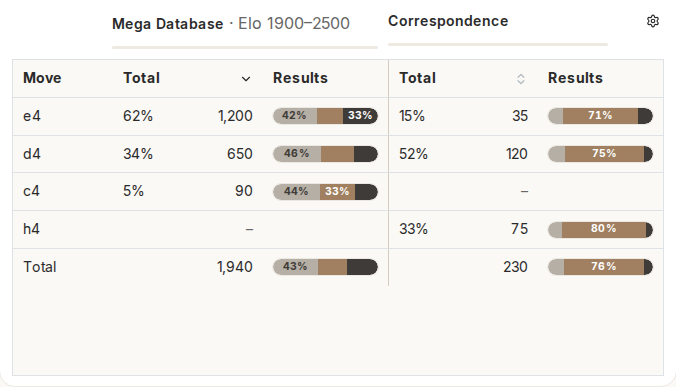 Mega Database · Elo 1900–2500 Correspondence
Move Total Results Total Results
e4 62% 1,200 42% 33% 15% 35 71%
d4 34% 650 46% 52% 120 75%
c4 5% 90 44% 33% –
h4 – 33% 75 80%
Total 1,940 43% 230 76%